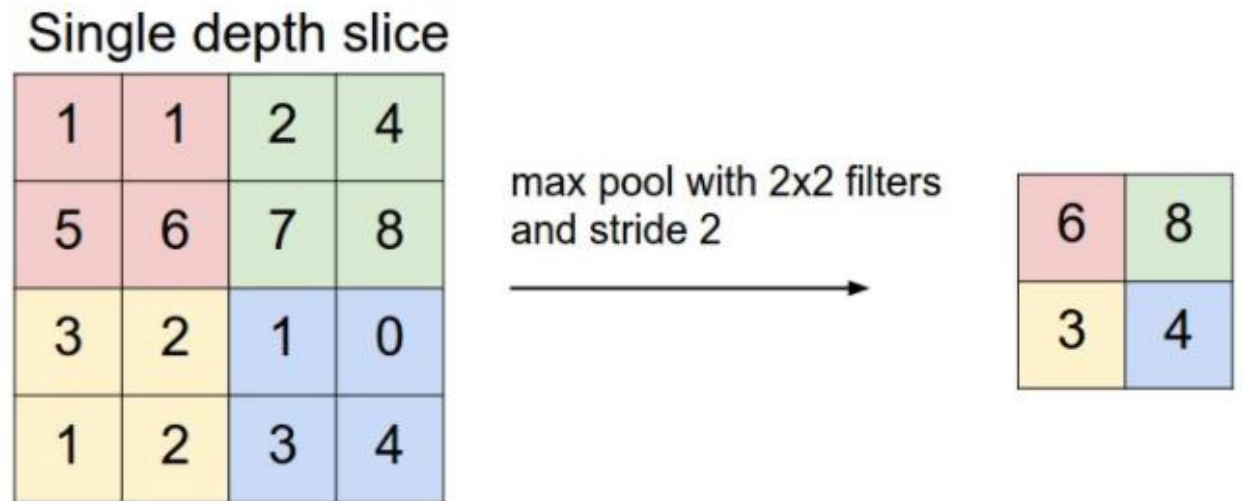 Single depth slice
1 1 2 4
5 6 7 8
3 2 1 0
1 2 3 4
max pool with 2x2 filters
and stride 2
6 8
3 4